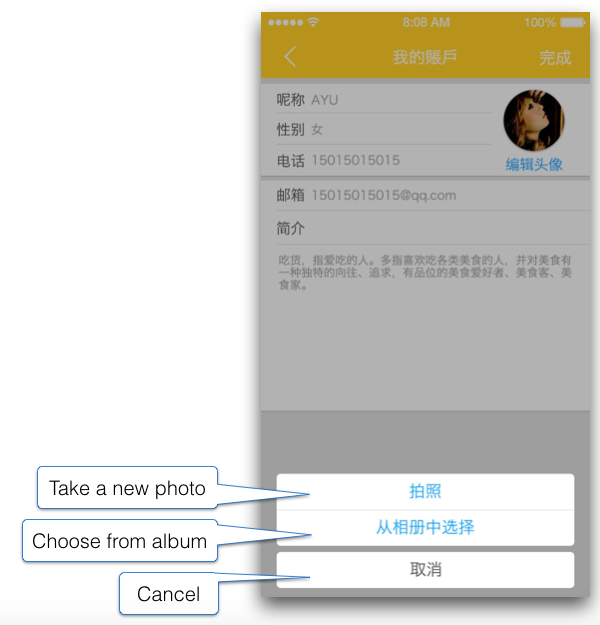 8:08 AM 100%
我的賬戶 完成
呢称 AYU
性别 女
电话 15015015015
编辑头像
邮箱 15015015015@qq.com
简介
吃货，指爱吃的人。多指喜欢吃各类美食的人，并对美食有
一种独特的向往、追求，有品位的美食爱好者、美食客、美
食家。
Take a new photo
拍照
Choose from album
从相册中选择
Cancel
取消